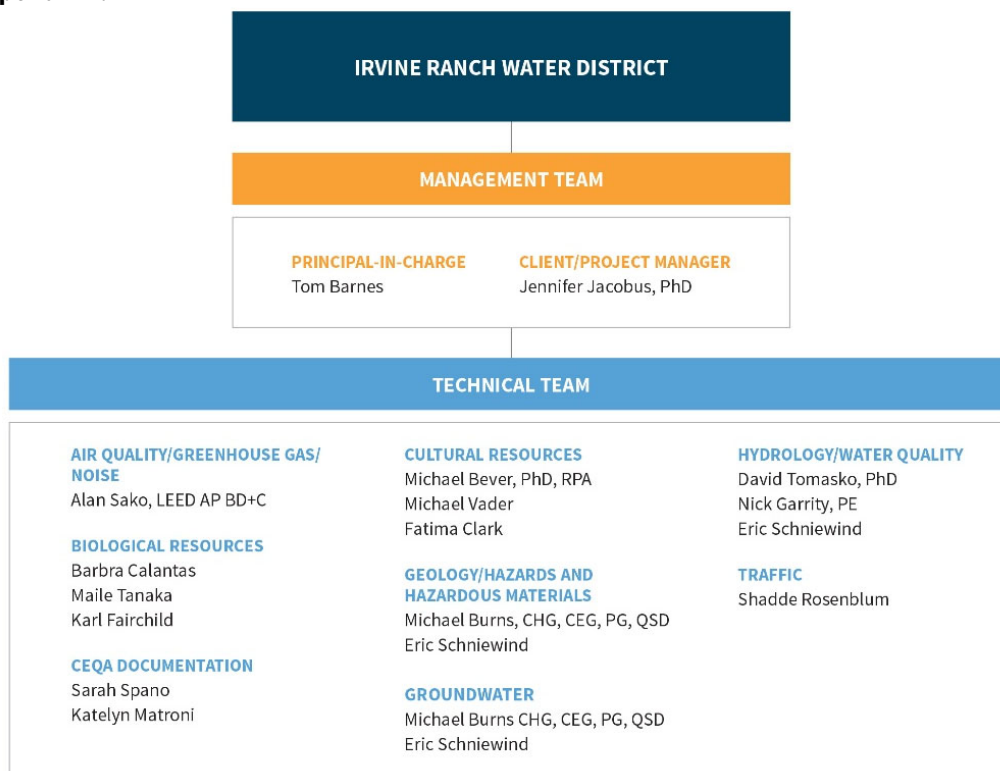 IRVINE RANCH WATER DISTRICT
MANAGEMENT TEAM
PRINCIPAL-IN-CHARGE
Tom Barnes
CLIENT/PROJECT MANAGER
Jennifer Jacobus, PhD
TECHNICAL TEAM
AIR QUALITY/GREENHOUSE GAS/
NOISE
Alan Sako, LEED AP BD+C
BIOLOGICAL RESOURCES
Barbra Calantas
Maile Tanaka
Karl Fairchild
CEQA DOCUMENTATION
Sarah Spano
Katelyn Matroni
CULTURAL RESOURCES
Michael Bever, PhD, RPA
Michael Vader
Fatima Clark
GEOLOGY/HAZARDS AND
HAZARDOUS MATERIALS
Michael Burns, CHG, CEG, PG, QSD
Eric Schniewind
GROUNDWATER
Michael Burns CHG, CEG, PG, QSD
Eric Schniewind
HYDROLOGY/WATER QUALITY
David Tomasko, PhD
Nick Garrity, PE
Eric Schniewind
TRAFFIC
Shadde Rosenblum